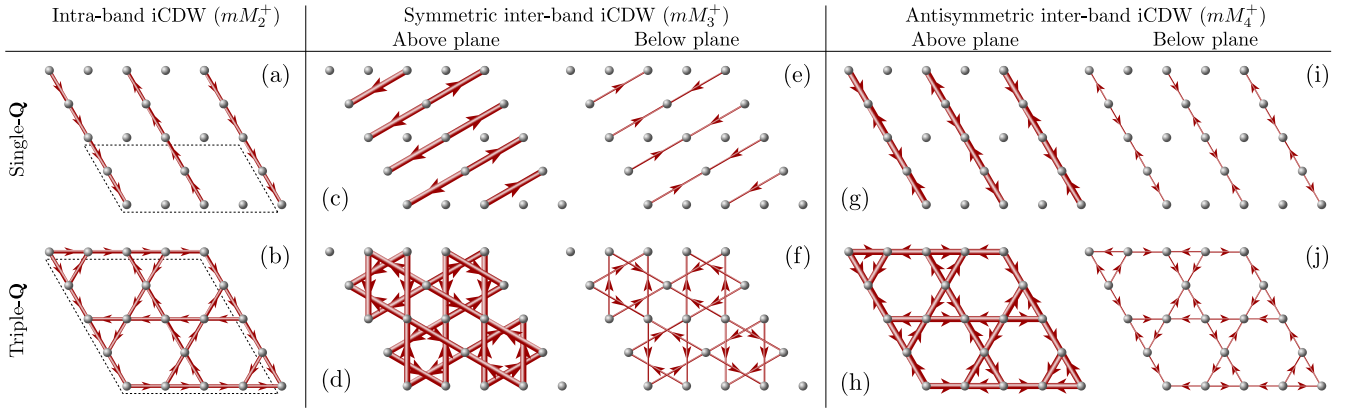 Intra-band iCDW (mM₂⁺)
Symmetric inter-band iCDW (mM₃⁺)
Antisymmetric inter-band iCDW (mM₄⁺)
Above plane
Below plane
Above plane
Below plane
Single-Q
(a)
(c)
(e)
(g)
(i)
Triple-Q
(b)
(d)
(f)
(h)
(j)